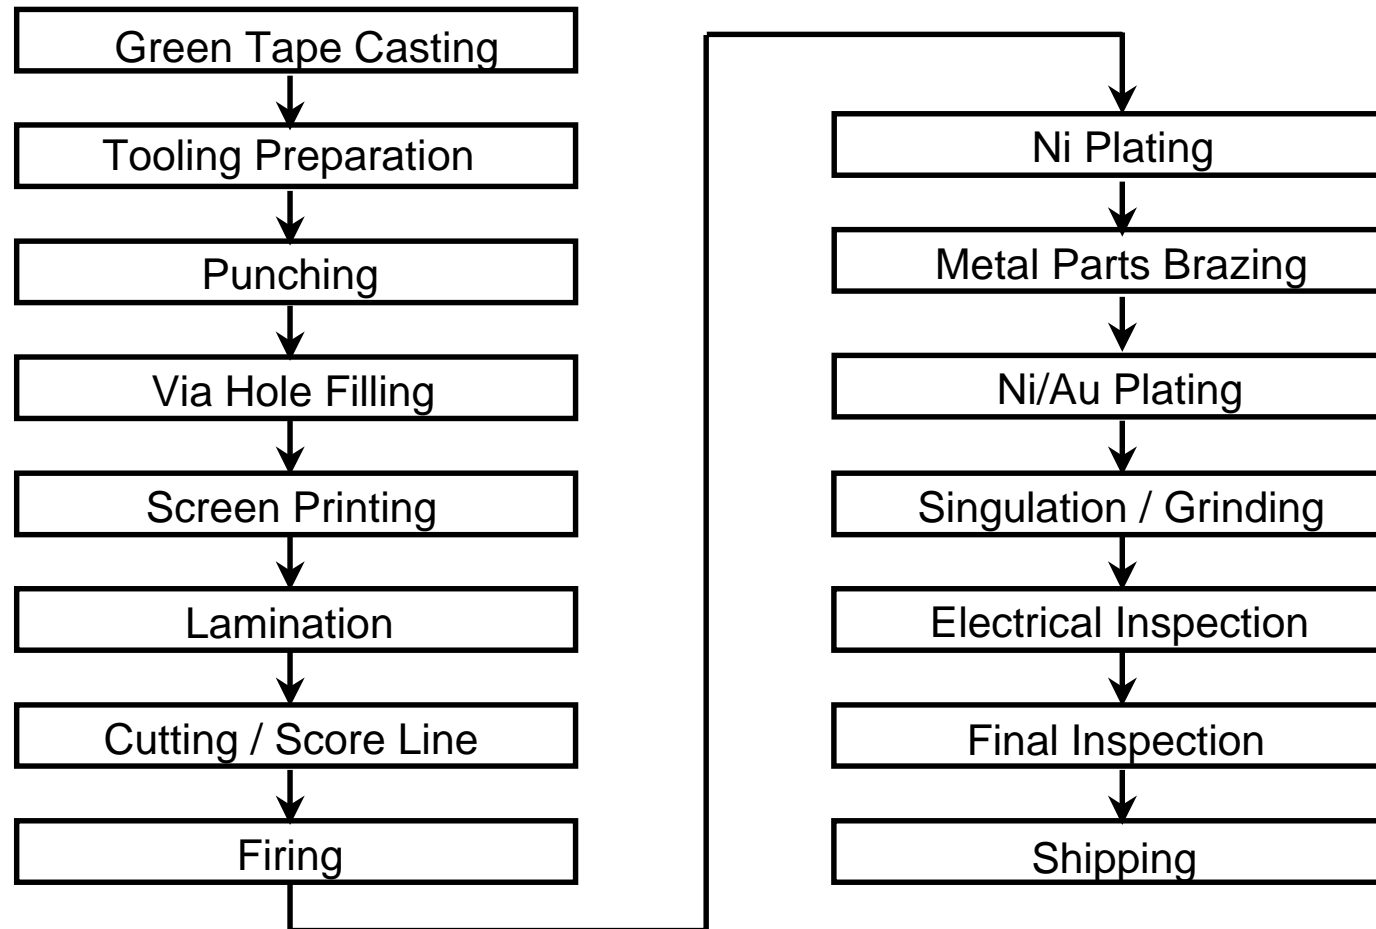 Green Tape Casting
Tooling Preparation
Punching
Via Hole Filling
Screen Printing
Lamination
Cutting / Score Line
Firing
Ni Plating
Metal Parts Brazing
Ni/Au Plating
Singulation / Grinding
Electrical Inspection
Final Inspection
Shipping